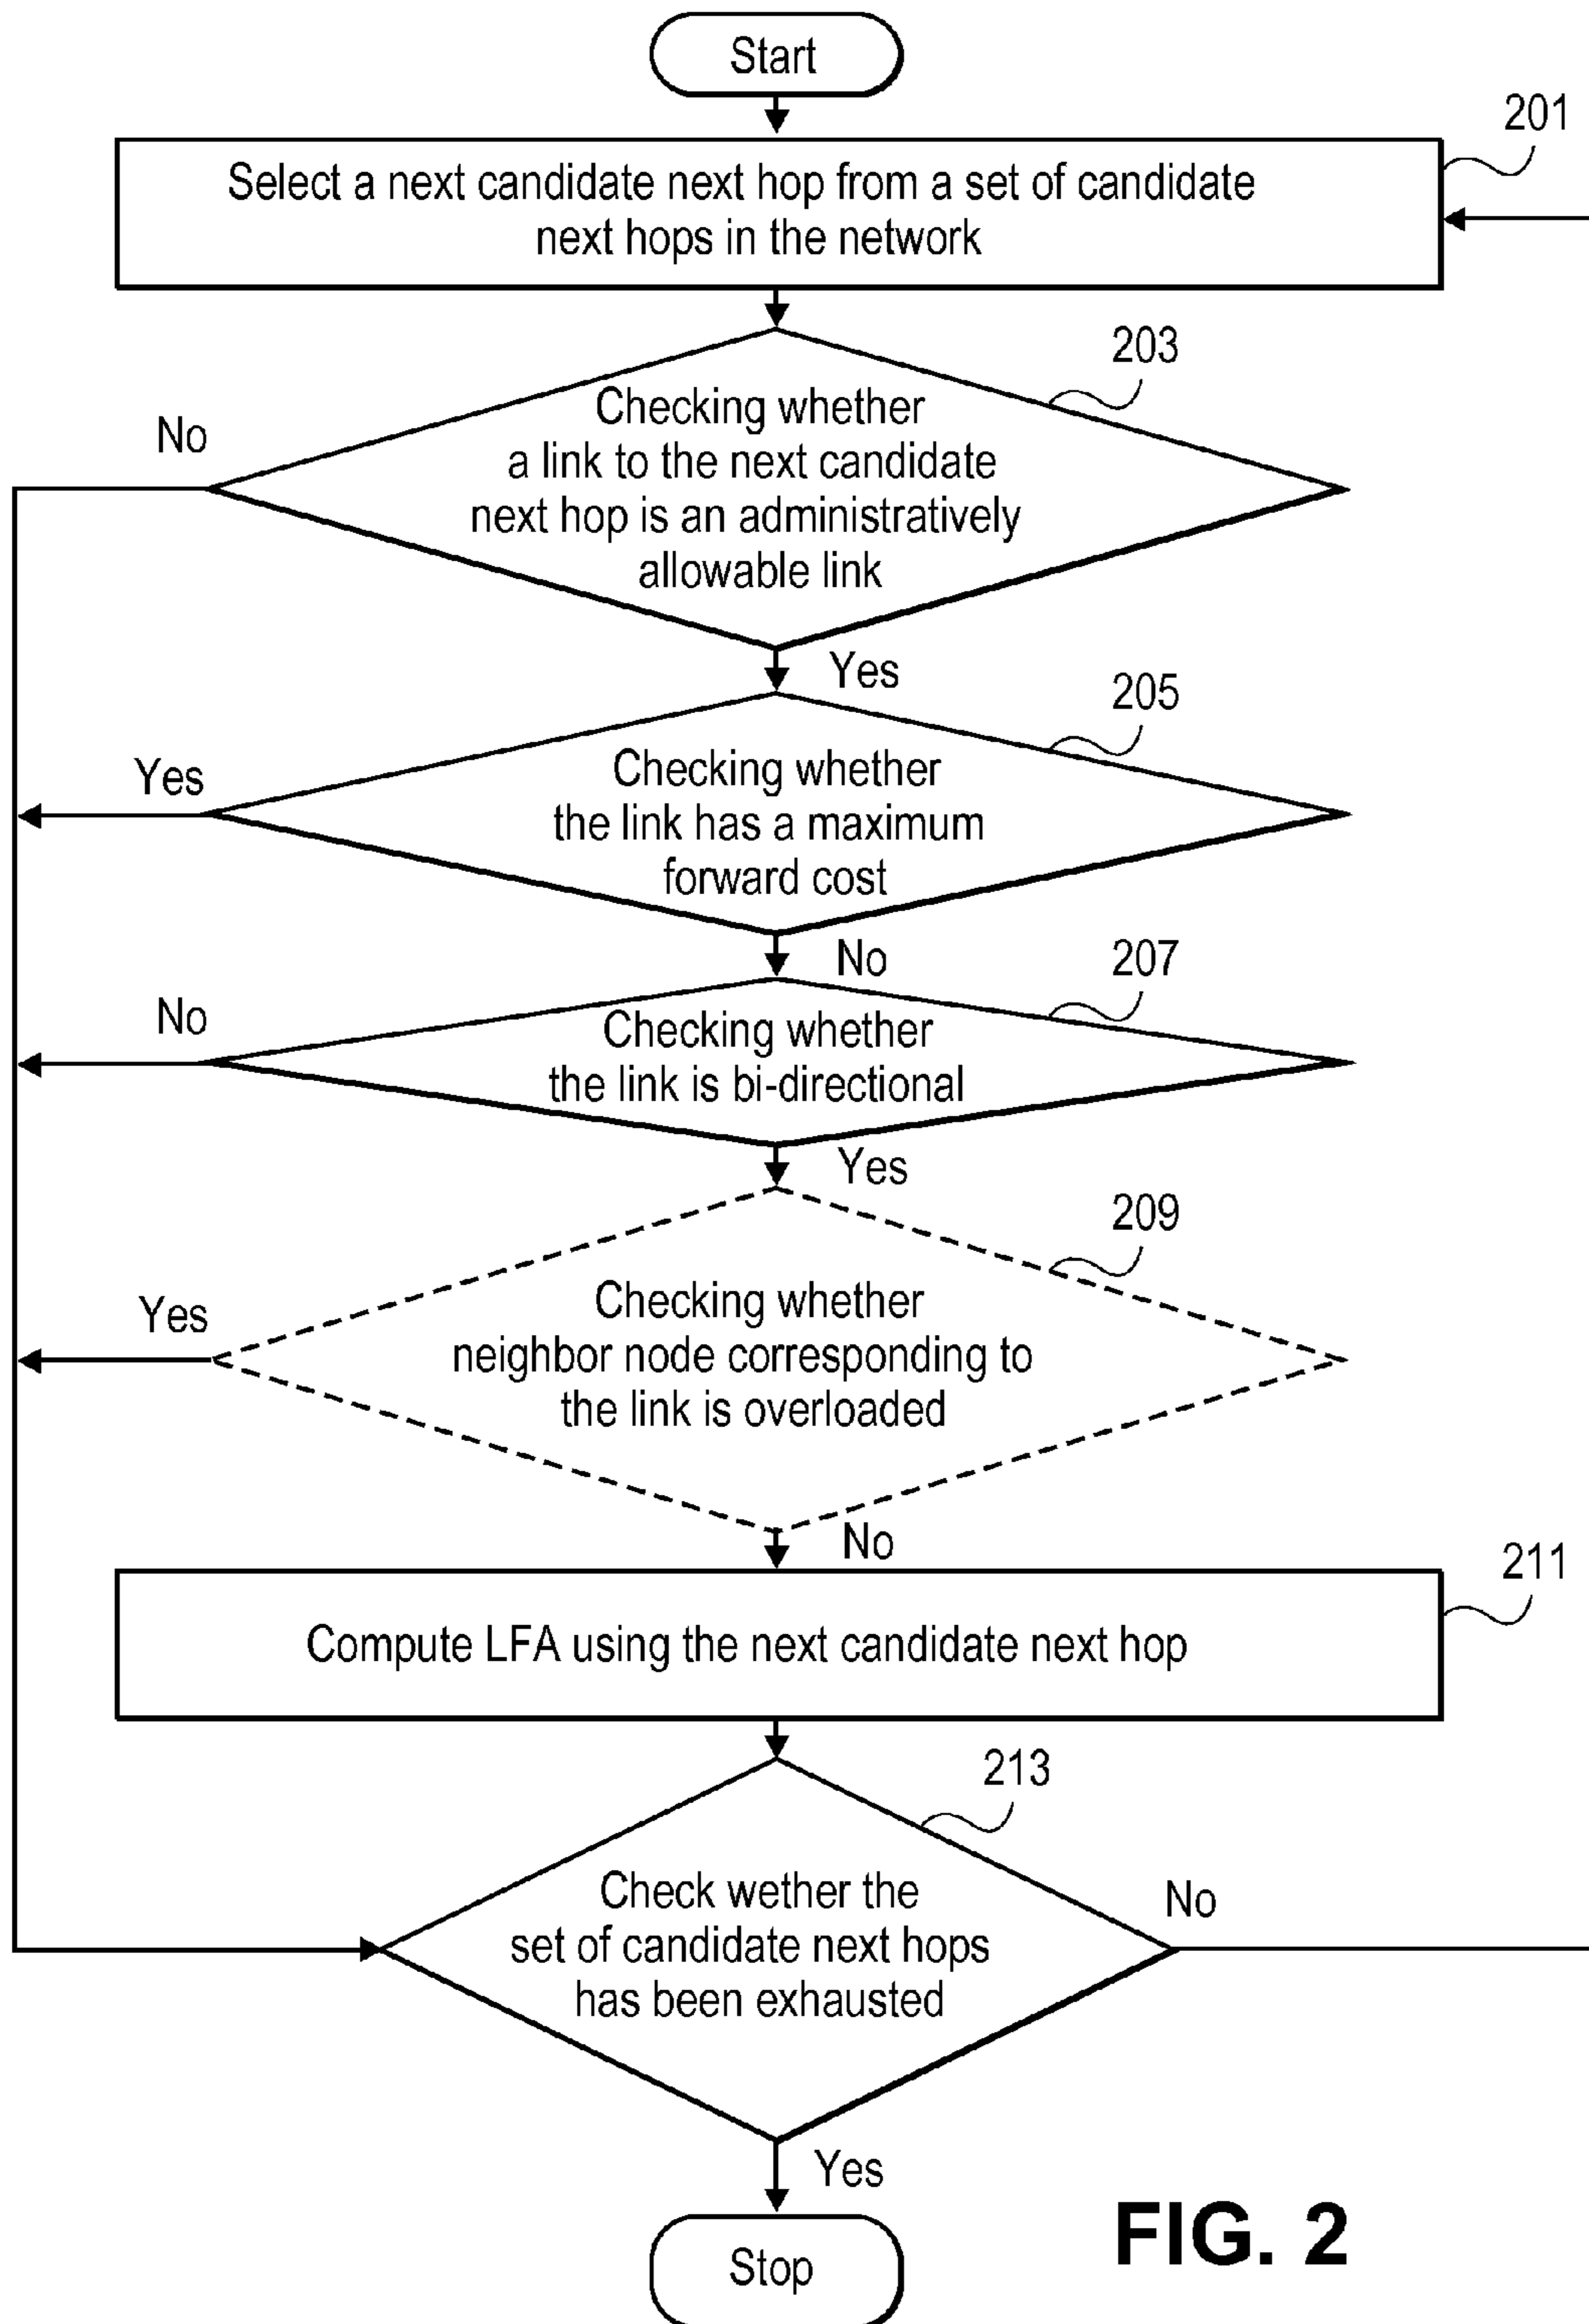 Start
201
Select a next candidate next hop from a set of candidate
next hops in the network
203
No
Checking whether
a link to the next candidate
next hop is an administratively
allowable link
Yes
205
Yes
Checking whether
the link has a maximum
forward cost
No
207
No
Checking whether
the link is bi-directional
Yes
209
Yes
Checking whether
neighbor node corresponding to
the link is overloaded
No
211
Compute LFA using the next candidate next hop
213
Check wether the
set of candidate next hops
has been exhausted
No
Yes
Stop
FIG. 2